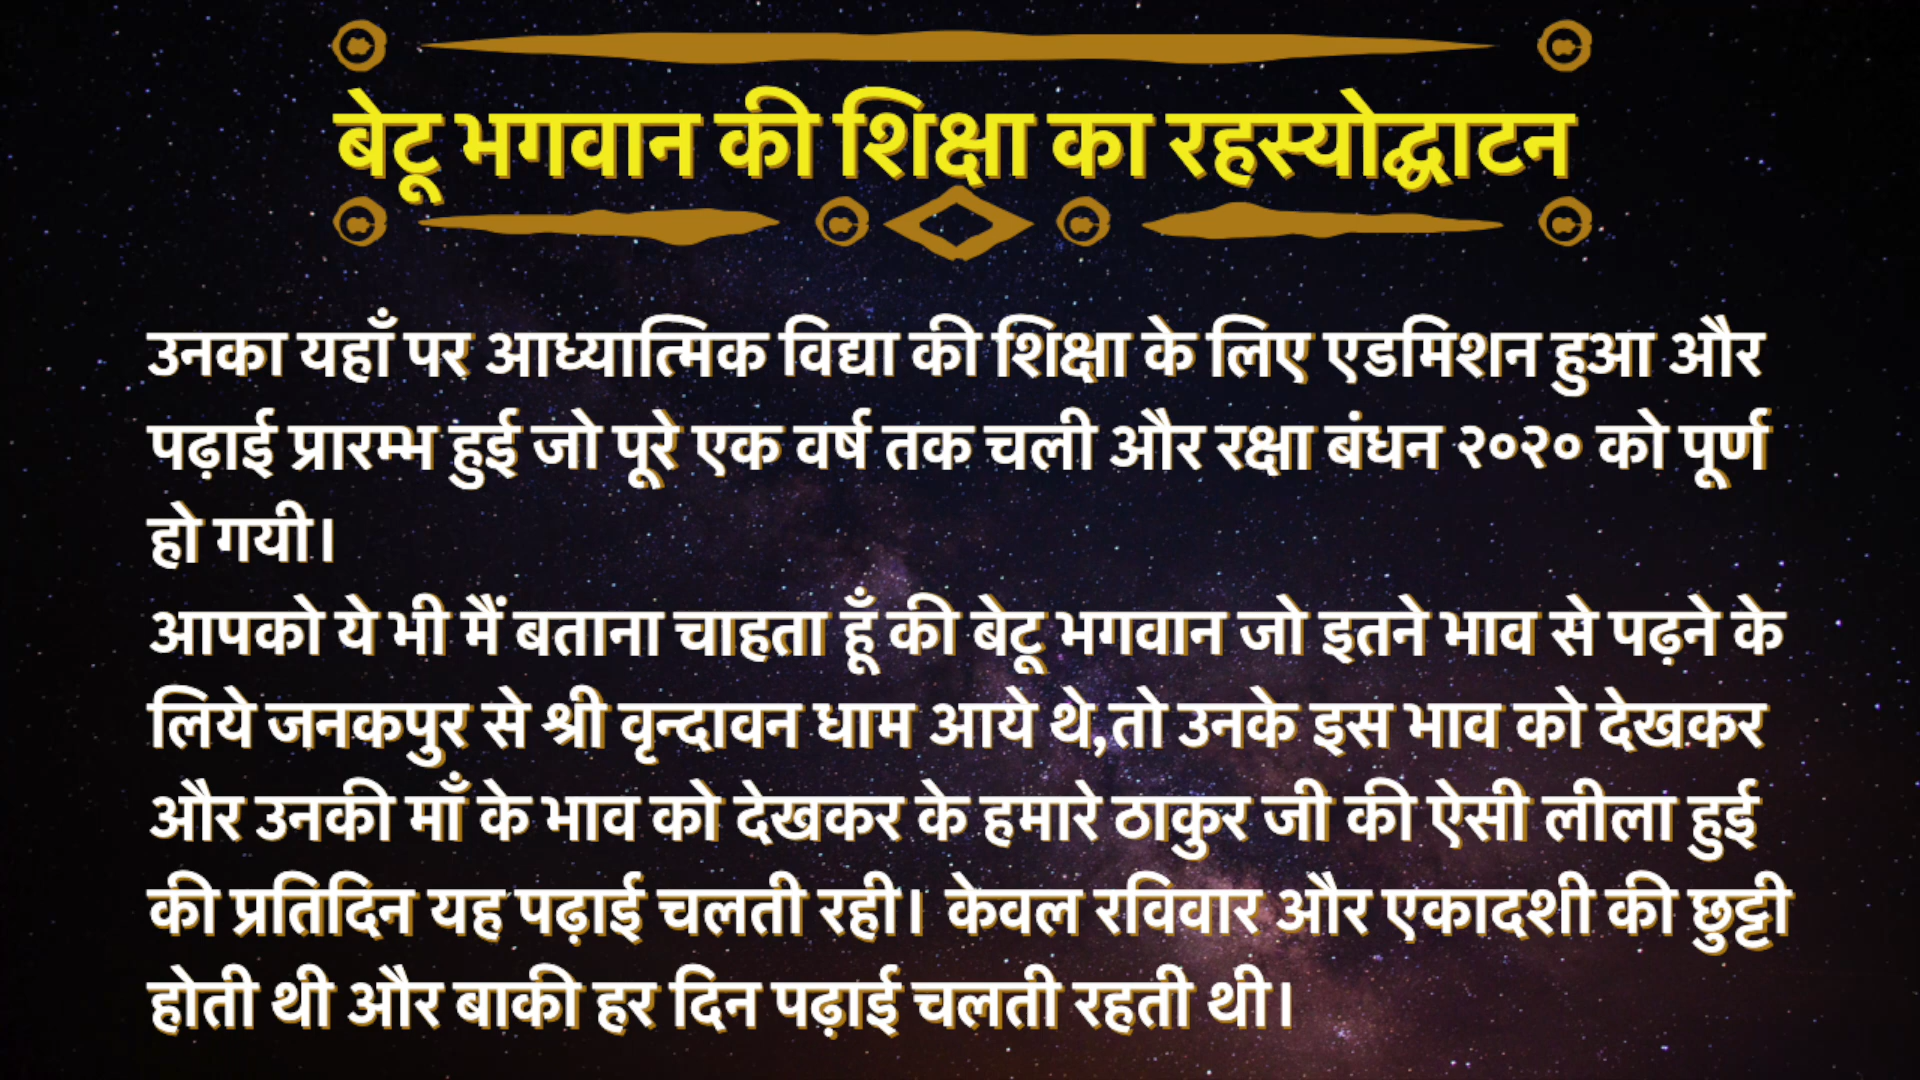 बेटू भगवान की शिक्षा का रहस्योद्घाटन
उनका यहाँ पर आध्यात्मिक विद्या की शिक्षा के लिए एडमिशन हुआ और
पढ़ाई प्रारम्भ हुई जो पूरे एक वर्ष तक चली और रक्षा बंधन २०२० को पूर्ण
हो गयी।
आपको ये भी मैं बताना चाहता हूँ की बेटू भगवान जो इतने भाव से पढ़ने के
लिये जनकपुर से श्री वृन्दावन धाम आये थे,तो उनके इस भाव को देखकर
और उनकी माँ के भाव को देखकर के हमारे ठाकुर जी की ऐसी लीला हुई
की प्रतिदिन यह पढ़ाई चलती रही। केवल रविवार और एकादशी की छुट्टी
होती थी और बाकी हर दिन पढ़ाई चलती रहती थी।